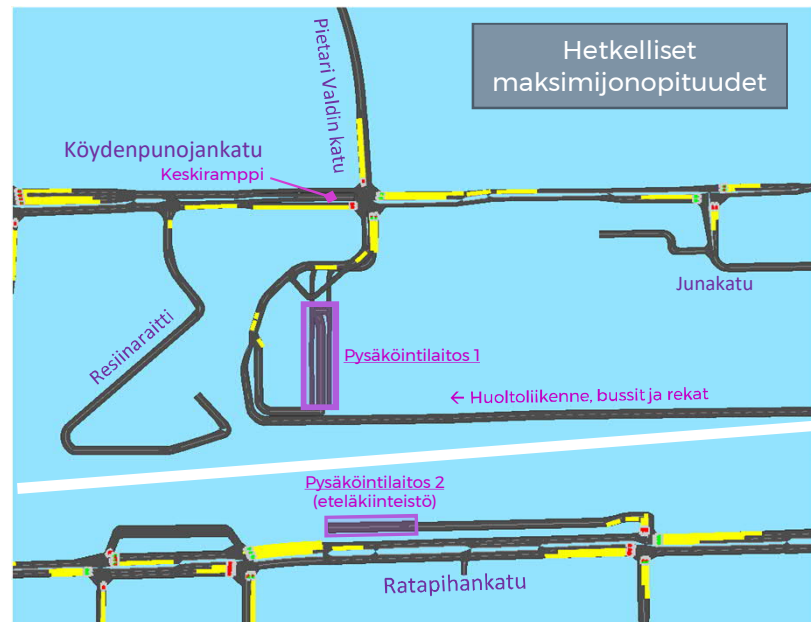 Hetkelliset
maksimijonopituudet
Pietari Valdin katu
Köydenpunojankatu
Keskiramppi
Junakatu
Resiinaraitti
Pysäköintilaitos 1
← Huoltoliikenne, bussit ja rekat
Pysäköintilaitos 2
(eteläkiinteistö)
Ratapihankatu